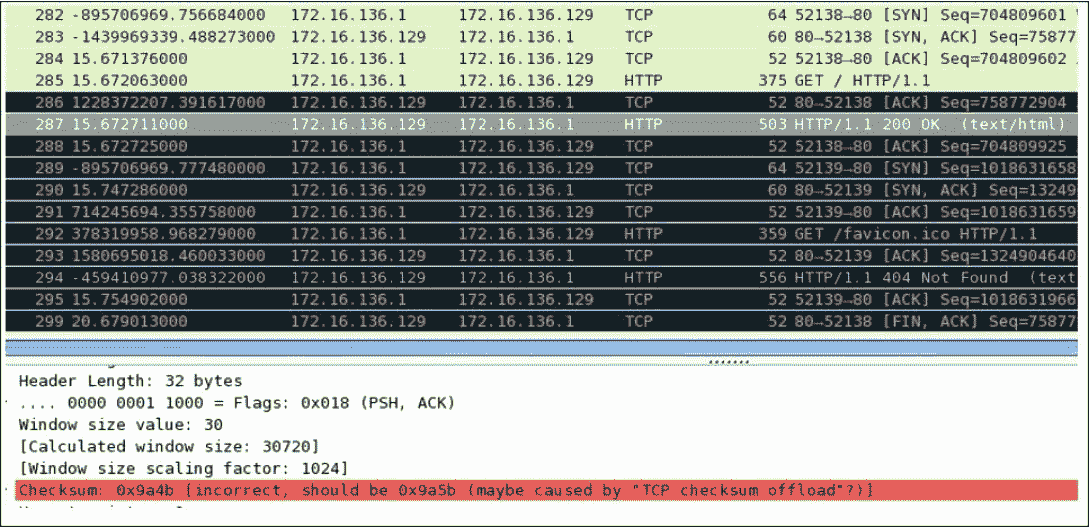 282 -895706969.756684000 172.16.136.1 172.16.136.129 TCP 64 52138→80 [SYN] Seq=704809601
283 -1439969339.488273000 172.16.136.129 172.16.136.1 TCP 60 80→52138 [SYN, ACK] Seq=75877
284 15.671376000 172.16.136.1 172.16.136.129 TCP 52 52138→80 [ACK] Seq=704809602
285 15.672063000 172.16.136.1 172.16.136.129 HTTP 375 GET / HTTP/1.1
286 1228372207.391617000 172.16.136.129 172.16.136.1 TCP 52 80→52138 [ACK] Seq=758772904
287 15.672711000 172.16.136.129 172.16.136.1 HTTP 503 HTTP/1.1 200 OK (text/html)
288 15.672725000 172.16.136.1 172.16.136.129 TCP 52 52138→80 [ACK] Seq=704809925
289 -895706969.777480000 172.16.136.1 172.16.136.129 TCP 64 52139→80 [SYN] Seq=1018631658
290 15.747286000 172.16.136.129 172.16.136.1 TCP 60 80→52139 [SYN, ACK] Seq=13249
291 714245694.355758000 172.16.136.1 172.16.136.129 TCP 52 52139→80 [ACK] Seq=1018631659
292 378319958.968279000 172.16.136.1 172.16.136.129 HTTP 359 GET /favicon.ico HTTP/1.1
293 1580695018.460033000 172.16.136.129 172.16.136.1 TCP 52 80→52139 [ACK] Seq=1324904640
294 -459410977.038322000 172.16.136.129 172.16.136.1 HTTP 556 HTTP/1.1 404 Not Found (text
295 15.754902000 172.16.136.1 172.16.136.129 TCP 52 52139→80 [ACK] Seq=1018631966
299 20.679013000 172.16.136.129 172.16.136.1 TCP 52 80→52138 [FIN, ACK] Seq=75877
Header Length: 32 bytes
.... 0000 0001 1000 = Flags: 0x018 (PSH, ACK)
Window size value: 30
[Calculated window size: 30720]
[Window size scaling factor: 1024]
Checksum: 0x9a4b [incorrect, should be 0x9a5b (maybe caused by "TCP checksum offload"?)]